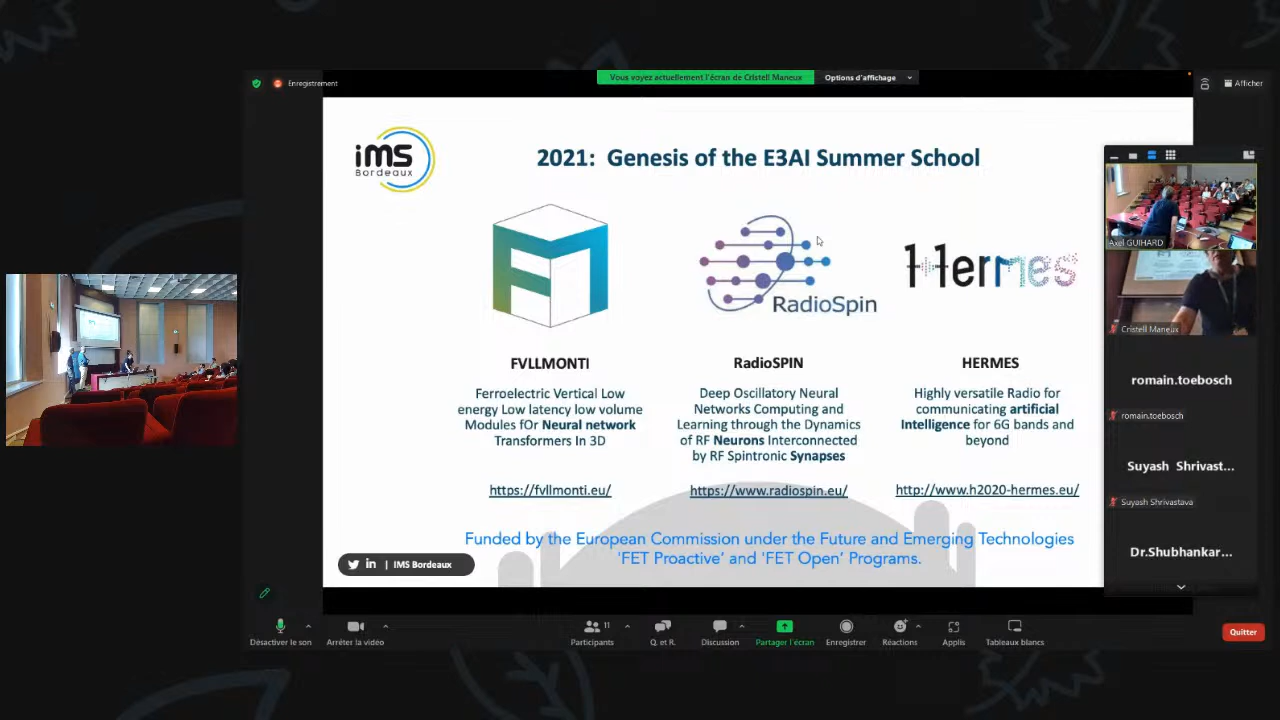 Enregistrement
Vous voyez actuellement l'écran de Cristell Maneux
Options d'affichage
Afficher
iMS
Bordeaux
2021: Genesis of the E3AI Summer School
RadioSpin
Hermes
FVLLMONTI
Ferroelectric Vertical Low
energy Low latency low volume
Modules fOr Neural network
Transformers In 3D
https://fvllmonti.eu/
RadioSPIN
Deep Oscillatory Neural
Networks Computing and
Learning through the Dynamics
of RF Neurons Interconnected
by RF Spintronic Synapses
https://www.radiospin.eu/
HERMES
Highly versatile Radio for
communicating artificial
Intelligence for 6G bands and
beyond
http://www.h2020-hermes.eu/
Funded by the European Commission under the Future and Emerging Technologies
'FET Proactive' and 'FET Open' Programs.
in | IMS Bordeaux
Axel GUIHARD
Cristell Maneux
romain.toebosch
romain.toebosch
Suyash Shrivast...
Suyash Shrivastava
Dr.Shubhankar...
Désactiver le son
Arrêter la vidéo
11
Participants
Q. et R.
Discussion
Partager l'écran
Enregistrer
Réactions
Applis
Tableaux blancs
Quitter